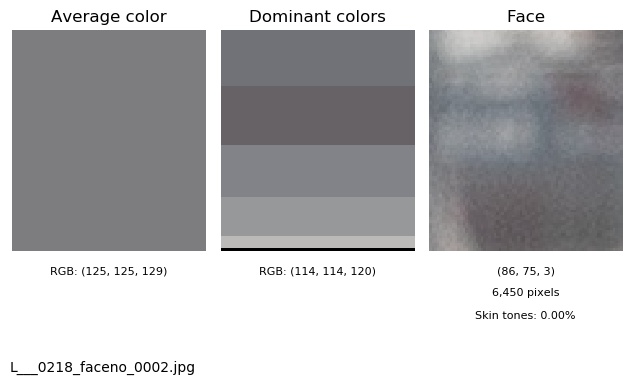 Average color
Dominant colors
Face
RGB: (125, 125, 129)
RGB: (114, 114, 120)
(86, 75, 3)
6,450 pixels
Skin tones: 0.00%
L___0218_faceno_0002.jpg